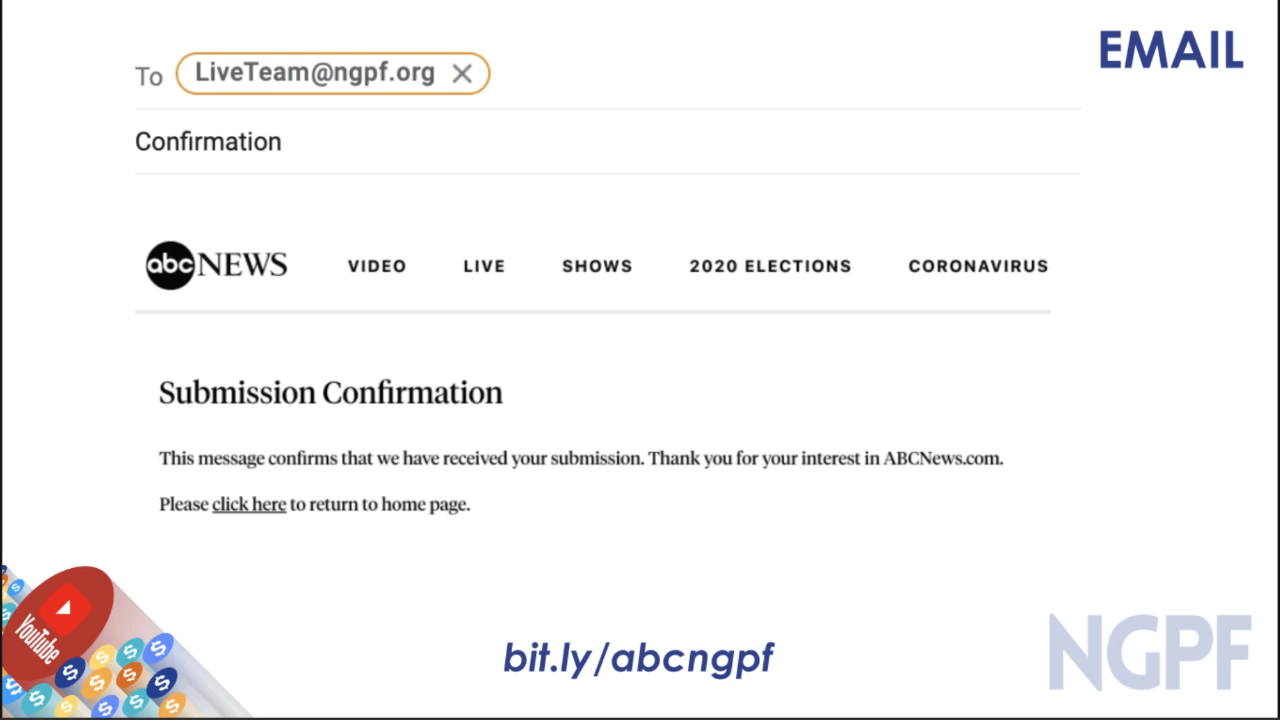 EMAIL
To LiveTeam@ngpf.org
Confirmation
abc NEWS VIDEO LIVE SHOWS 2020 ELECTIONS CORONAVIRUS
Submission Confirmation
This message confirms that we have received your submission. Thank you for your interest in ABCNews.com.
Please click here to return to home page.
YouTube
bit.ly/abcngpf
NGPF